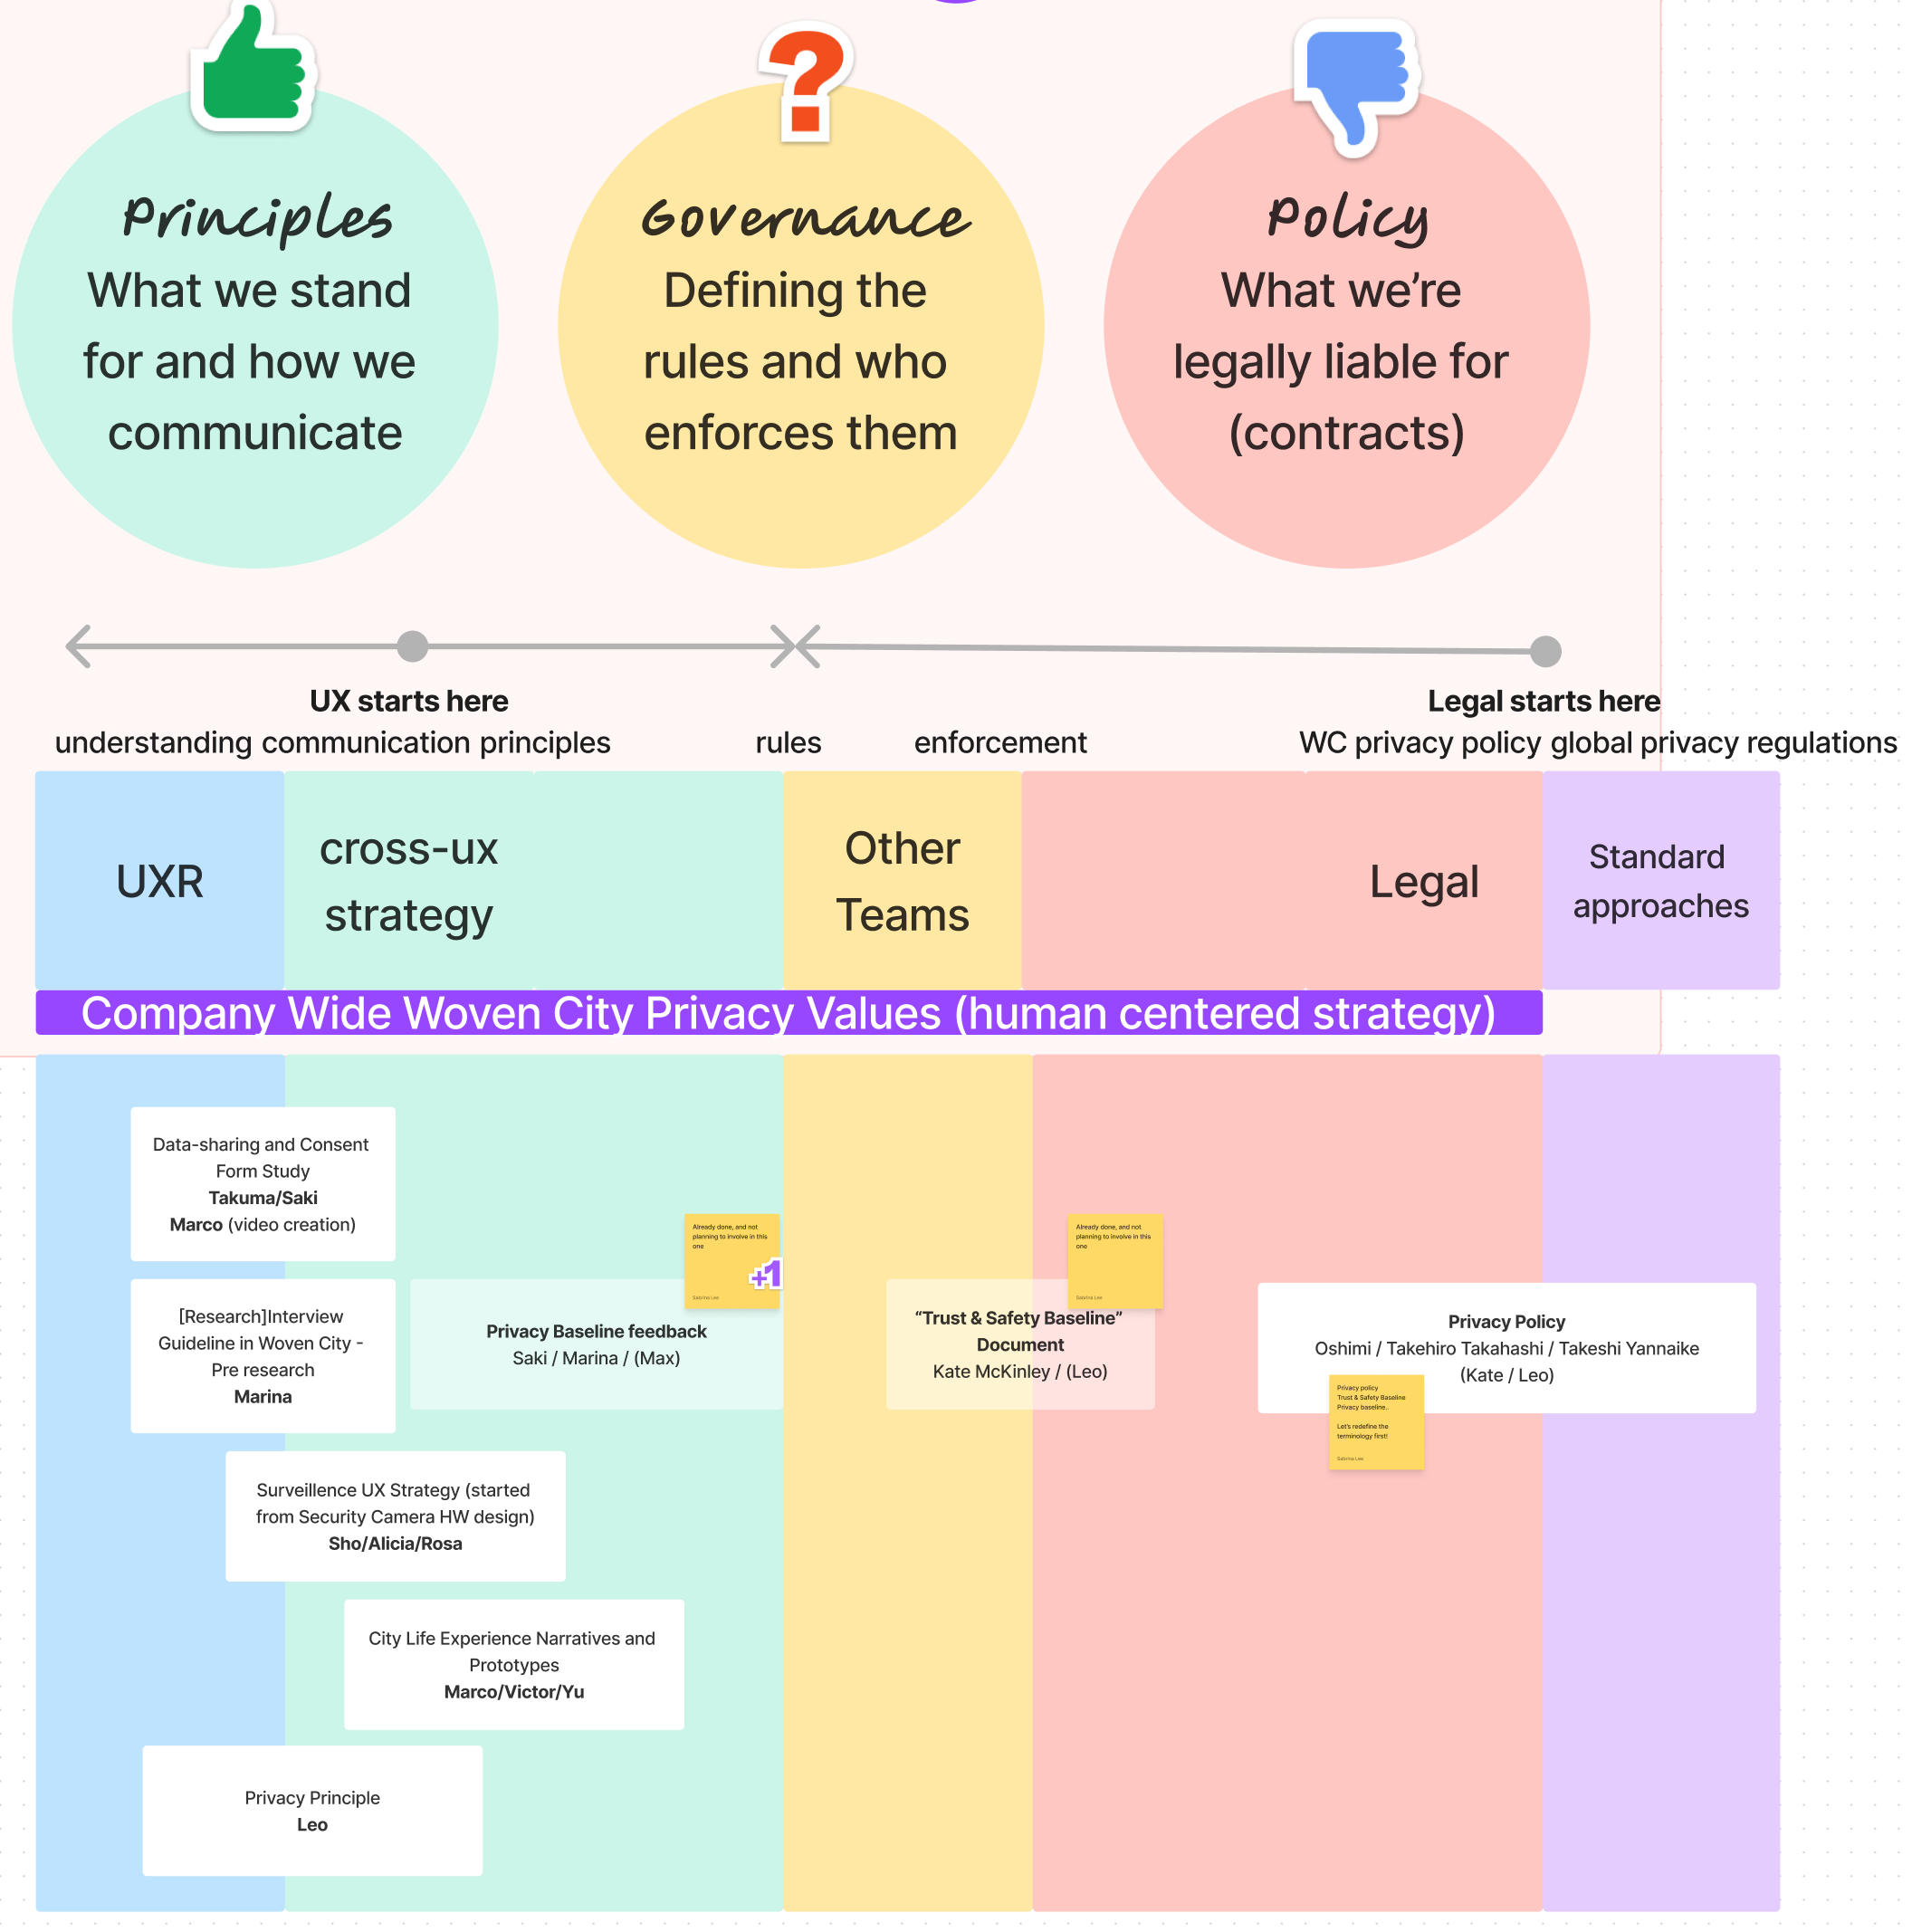 ?
Principles
What we stand
for and how we
communicate
Governance
Defining the
rules and who
enforces them
Policy
What we're
legally liable for
(contracts)
UX starts here
understanding communication principles
rules
enforcement
Legal starts here
WC privacy policy global privacy regulations
UXR
cross-ux
strategy
Other
Teams
Legal
Standard
approaches
Company Wide Woven City Privacy Values (human centered strategy)
Data-sharing and Consent
Form Study
Takuma/Saki
Marco (video creation)
[Research]Interview
Guideline in Woven City -
Pre research
Marina
Already done, and not
planning to involve in this
one
+1
Sabrina Lee
Privacy Baseline feedback
Saki / Marina / (Max)
Already done, and not
planning to involve in this
one
Sabrina Lee
“Trust & Safety Baseline”
Document
Kate McKinley / (Leo)
Privacy Policy
Oshimi / Takehiro Takahashi / Takeshi Yannaike
(Kate / Leo)
Privacy policy
Trust & Safety Baseline
Privacy baseline..
Let's redefine the
terminology first!
Sabrina Lee
Surveillence UX Strategy (started
from Security Camera HW design)
Sho/Alicia/Rosa
City Life Experience Narratives and
Prototypes
Marco/Victor/Yu
Privacy Principle
Leo